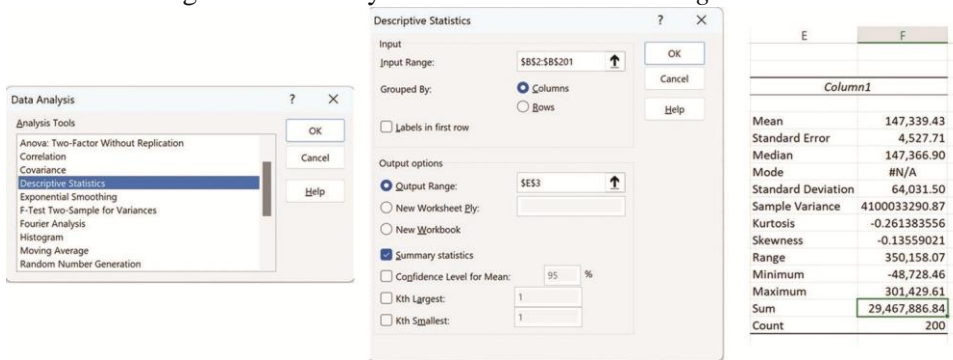 Data Analysis ? ×
Analysis Tools
Anova: Two-Factor Without Replication
Correlation
Covariance
Descriptive Statistics
Exponential Smoothing
F-Test Two-Sample for Variances
Fourier Analysis
Histogram
Moving Average
Random Number Generation
OK
Cancel
Help
Descriptive Statistics ? ×
Input
Input Range: $B$2:$B$201
Grouped By: Columns
Rows
Labels in first row
Output options
Output Range: $E$3
New Worksheet Ply:
New Workbook
Summary statistics
Confidence Level for Mean: 95 %
Kth Largest: 1
Kth Smallest: 1
OK
Cancel
Help
E F
Column1
Mean 147,339.43
Standard Error 4,527.71
Median 147,366.90
Mode #N/A
Standard Deviation 64,031.50
Sample Variance 4100033290.87
Kurtosis -0.261383556
Skewness -0.13559021
Range 350,158.07
Minimum -48,728.46
Maximum 301,429.61
Sum 29,467,886.84
Count 200